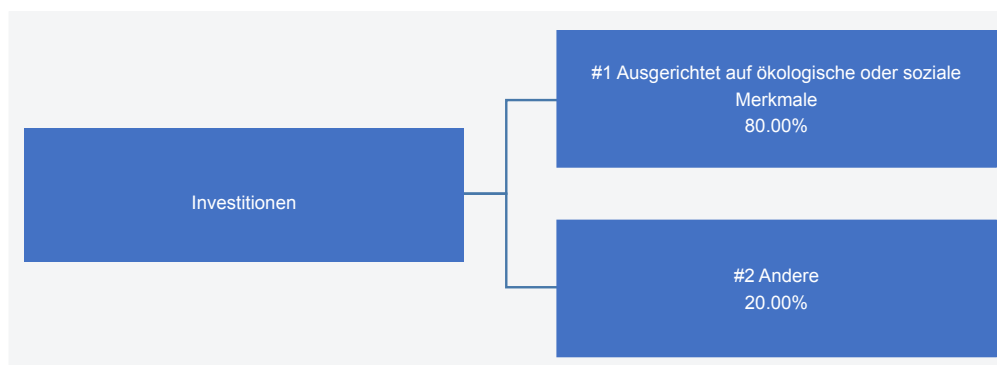 #1 Ausgerichtet auf ökologische oder soziale
Merkmale
80.00%
Investitionen
#2 Andere
20.00%